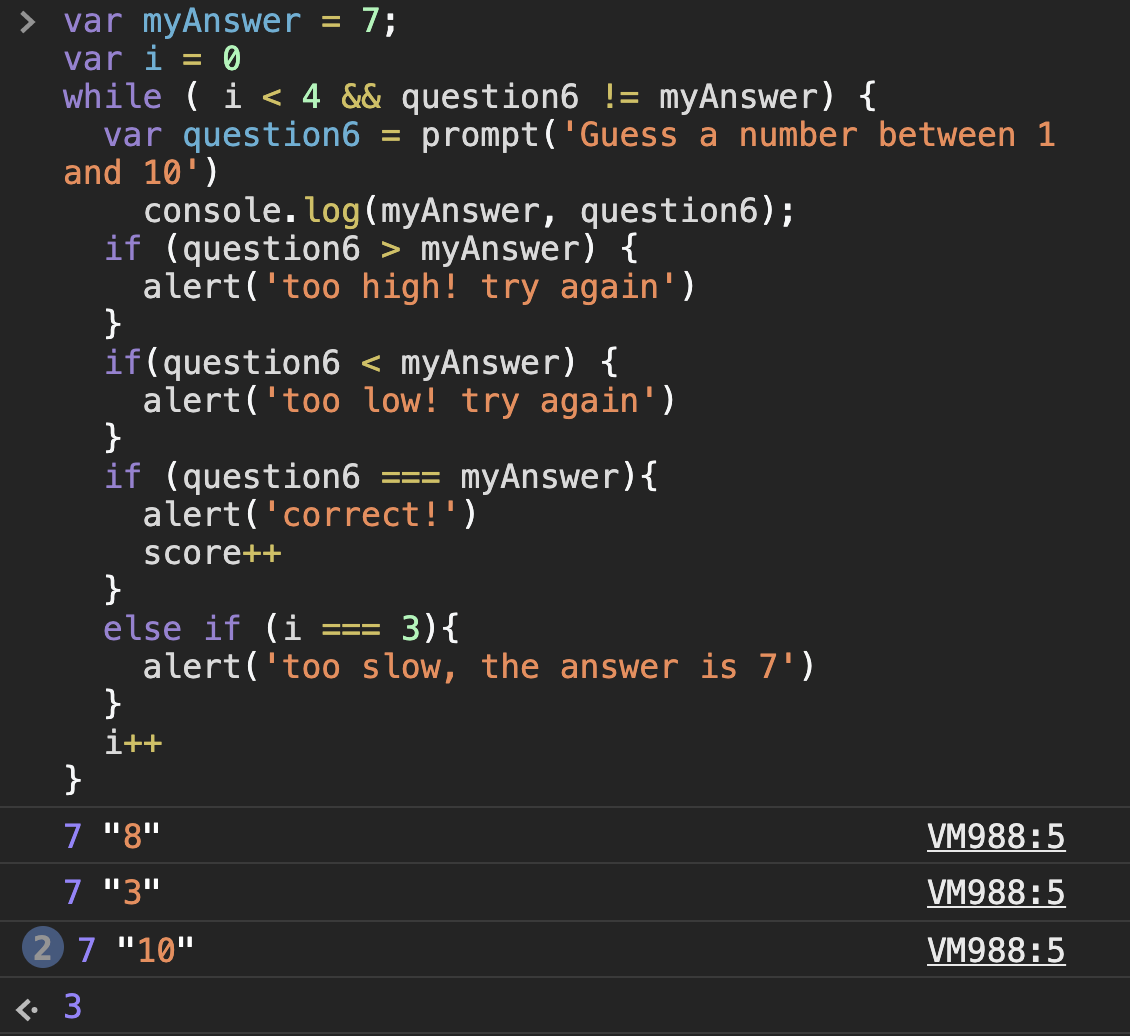 > var myAnswer = 7;
var i = 0
while ( i < 4 && question6 != myAnswer) {
  var question6 = prompt('Guess a number between 1
and 10')
    console.log(myAnswer, question6);
  if (question6 > myAnswer) {
    alert('too high! try again')
  }
  if(question6 < myAnswer) {
    alert('too low! try again')
  }
  if (question6 === myAnswer){
    alert('correct!')
    score++
  }
  else if (i === 3){
    alert('too slow, the answer is 7')
  }
  i++
}
7 "8" VM988:5
7 "3" VM988:5
2 7 "10" VM988:5
3